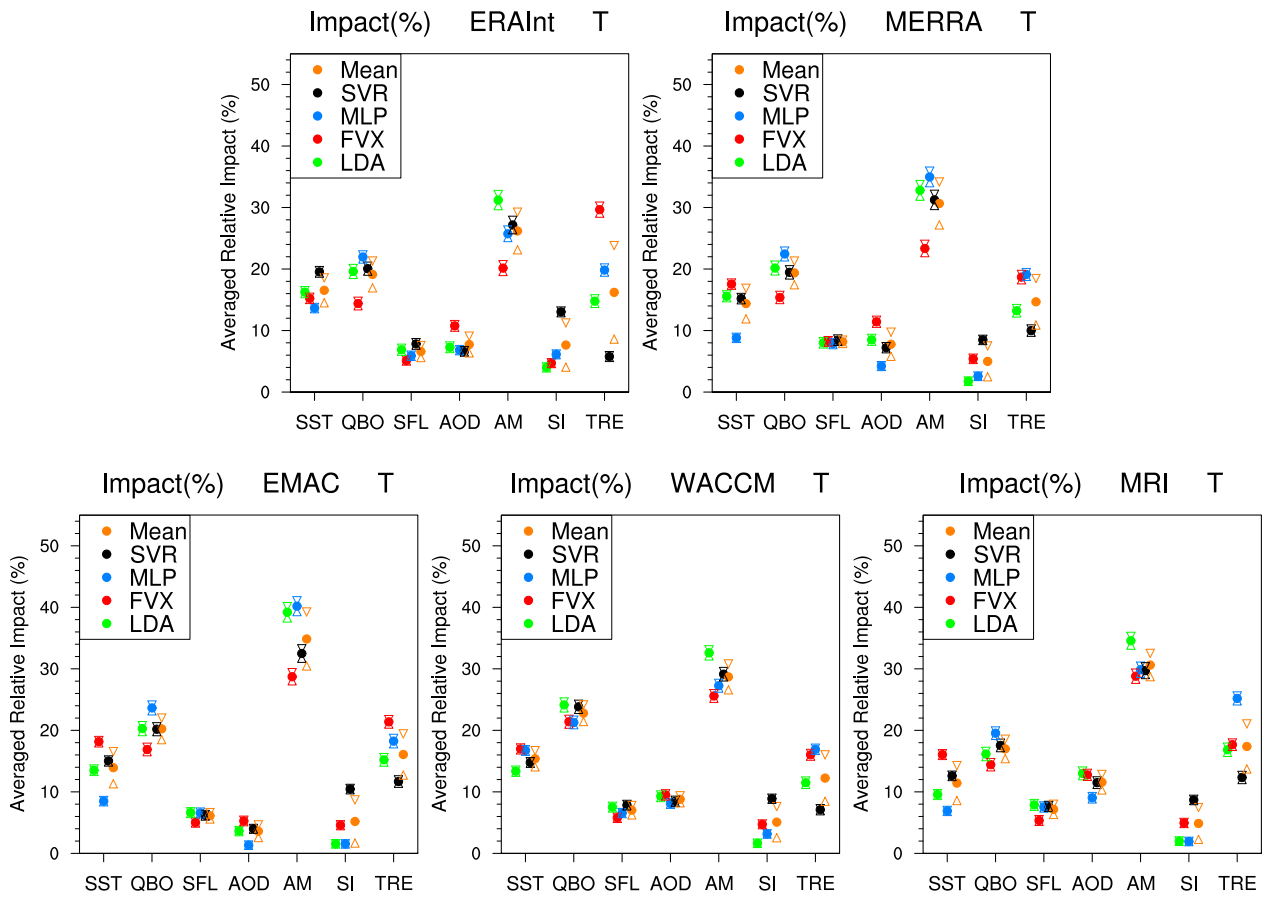 Impact(%) ERAInt T
Averaged Relative Impact (%)
50
40
30
20
10
0
Mean
SVR
MLP
FVX
LDA
SST QBO SFL AOD AM SI TRE
Impact(%) MERRA T
Averaged Relative Impact (%)
50
40
30
20
10
0
Mean
SVR
MLP
FVX
LDA
SST QBO SFL AOD AM SI TRE
Impact(%) EMAC T
Averaged Relative Impact (%)
50
40
30
20
10
0
Mean
SVR
MLP
FVX
LDA
SST QBO SFL AOD AM SI TRE
Impact(%) WACCM T
Averaged Relative Impact (%)
50
40
30
20
10
0
Mean
SVR
MLP
FVX
LDA
SST QBO SFL AOD AM SI TRE
Impact(%) MRI T
Averaged Relative Impact (%)
50
40
30
20
10
0
Mean
SVR
MLP
FVX
LDA
SST QBO SFL AOD AM SI TRE